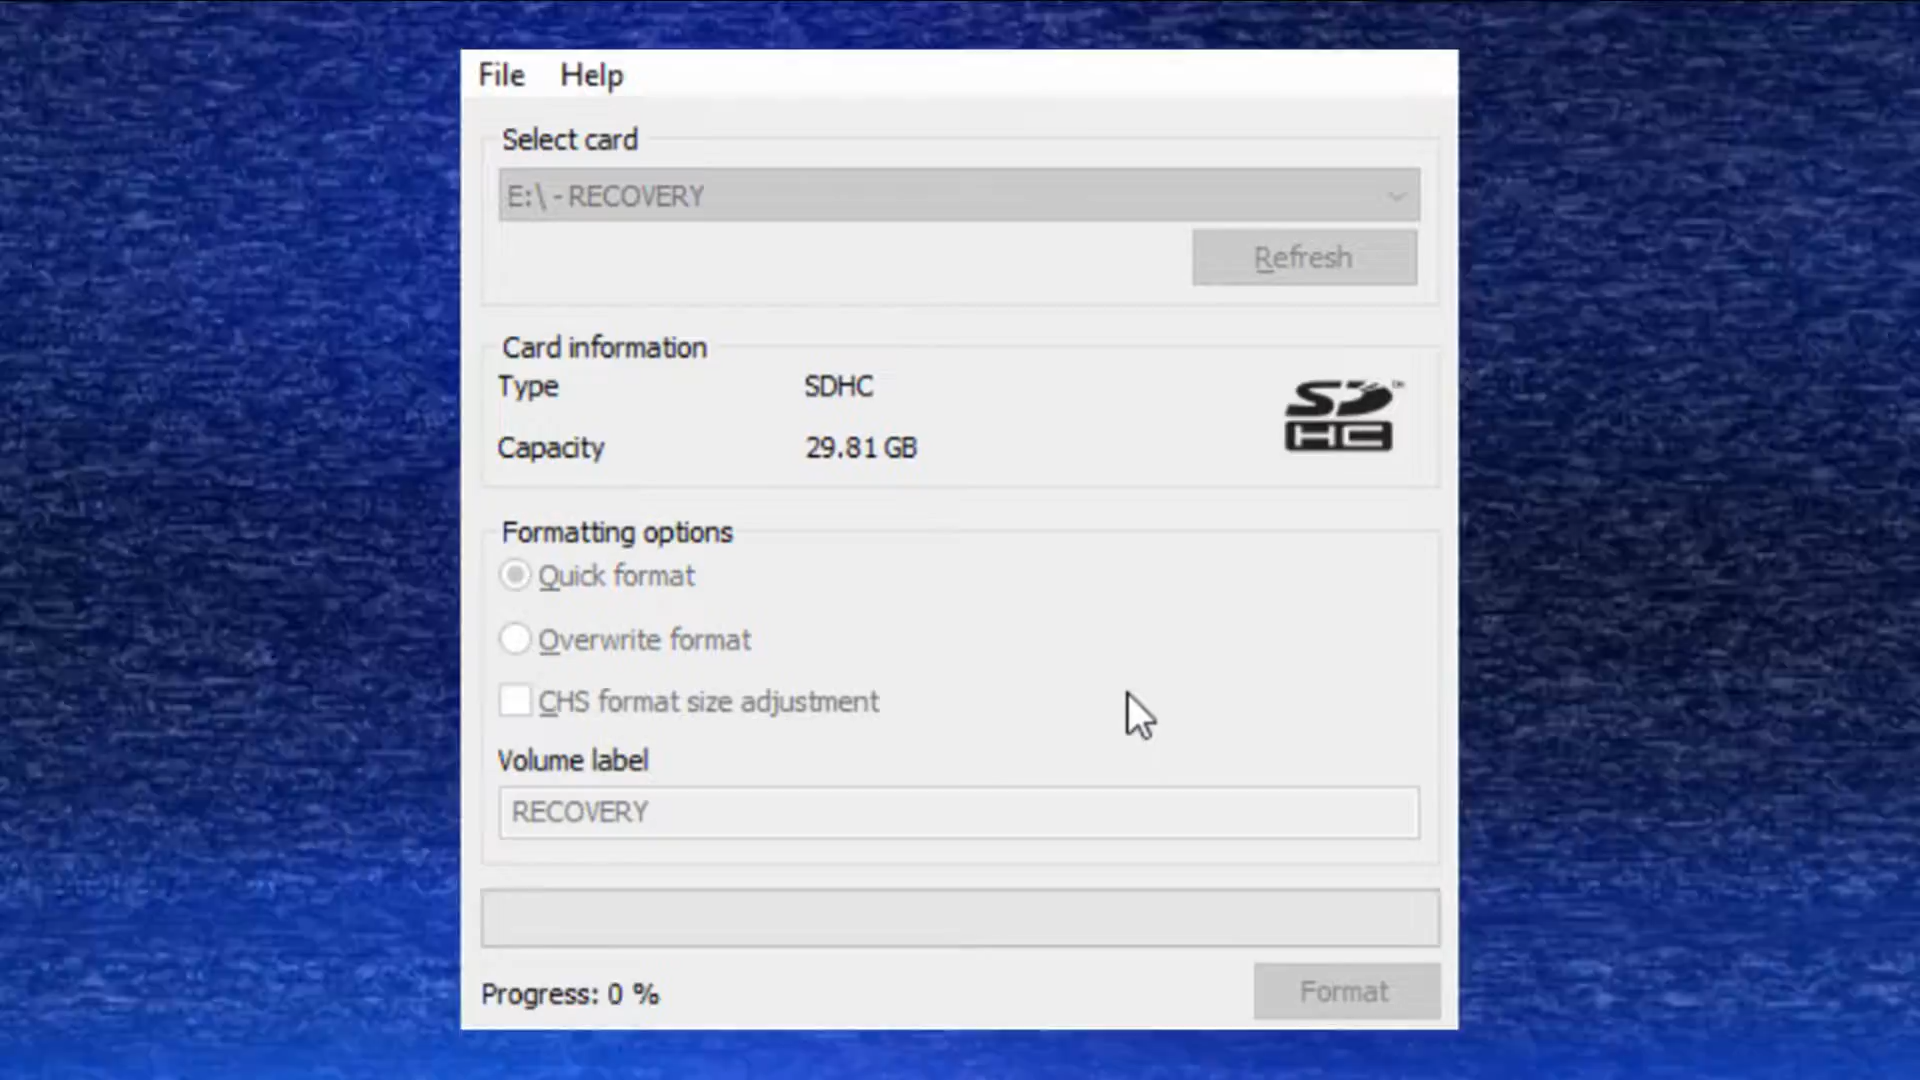 File Help
Select card
E:\ - RECOVERY
Refresh
Card information
Type SDHC
SD HC ™
Capacity 29.81 GB
Formatting options
Quick format
Overwrite format
CHS format size adjustment
Volume label
RECOVERY
Progress: 0 %
Format